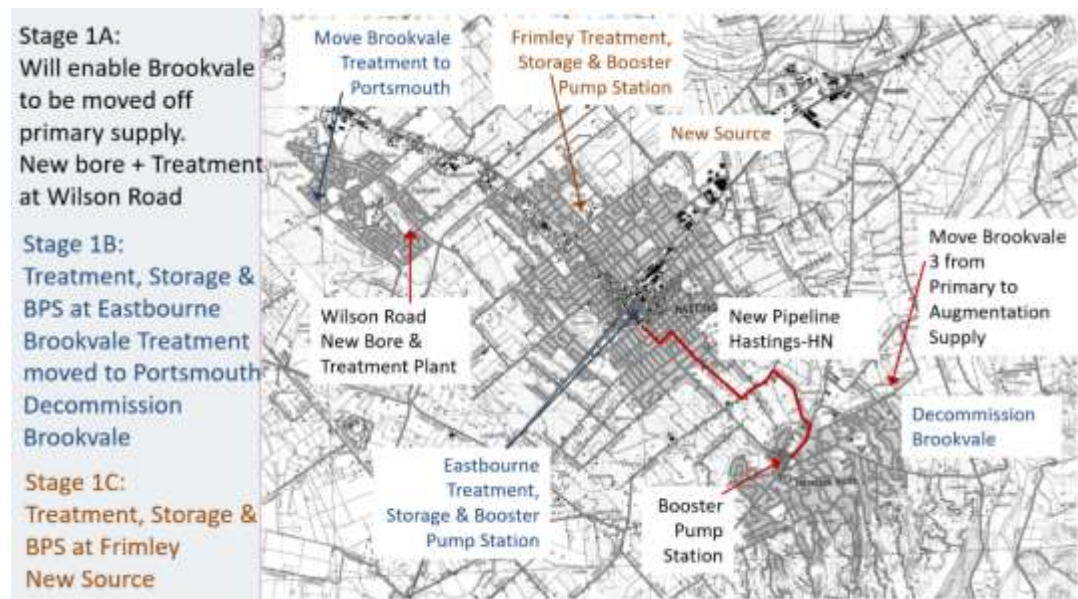 Stage 1A:
Will enable Brookvale
to be moved off
primary supply.
New bore + Treatment
at Wilson Road
Stage 1B:
Treatment, Storage &
BPS at Eastbourne
Brookvale Treatment
moved to Portsmouth
Decommission
Brookvale
Stage 1C:
Treatment, Storage &
BPS at Frimley
New Source
Move Brookvale
Treatment to
Portsmouth
Frimley Treatment,
Storage & Booster
Pump Station
New Source
Wilson Road
New Bore &
Treatment Plant
New Pipeline
Hastings-HN
Move Brookvale
3 from
Primary to
Augmentation
Supply
Decommission
Brookvale
Eastbourne
Treatment,
Storage & Booster
Pump Station
Booster
Pump
Station